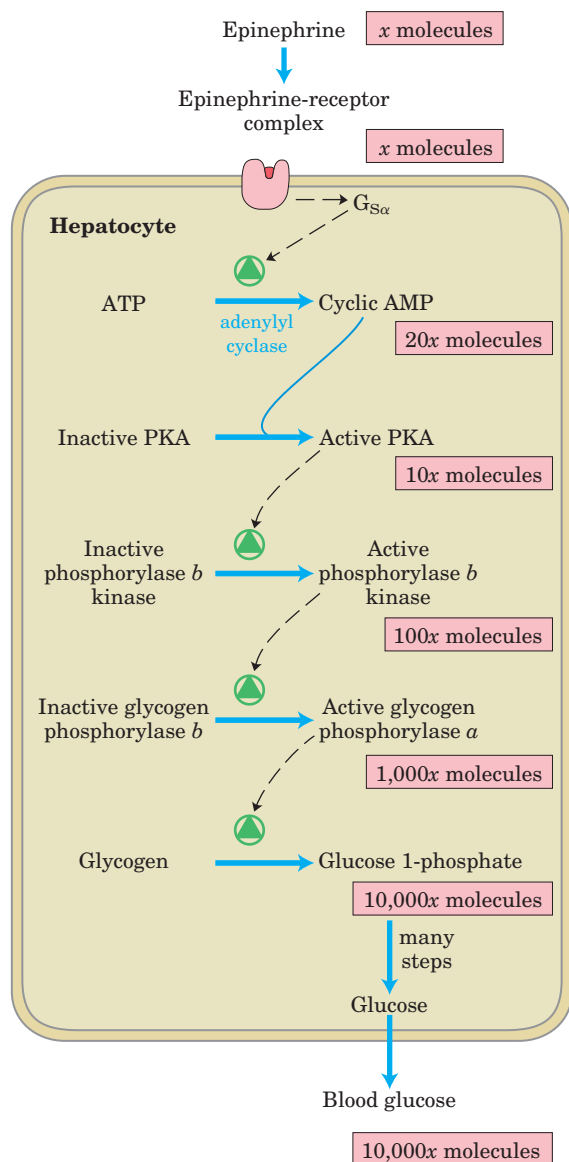 Epinephrine
x molecules
Epinephrine-receptor
complex
x molecules
Hepatocyte
GSα
ATP
adenylyl
cyclase
Cyclic AMP
20x molecules
Inactive PKA
Active PKA
10x molecules
Inactive
phosphorylase b
kinase
Active
phosphorylase b
kinase
100x molecules
Inactive glycogen
phosphorylase b
Active glycogen
phosphorylase a
1,000x molecules
Glycogen
Glucose 1-phosphate
10,000x molecules
many
steps
Glucose
Blood glucose
10,000x molecules